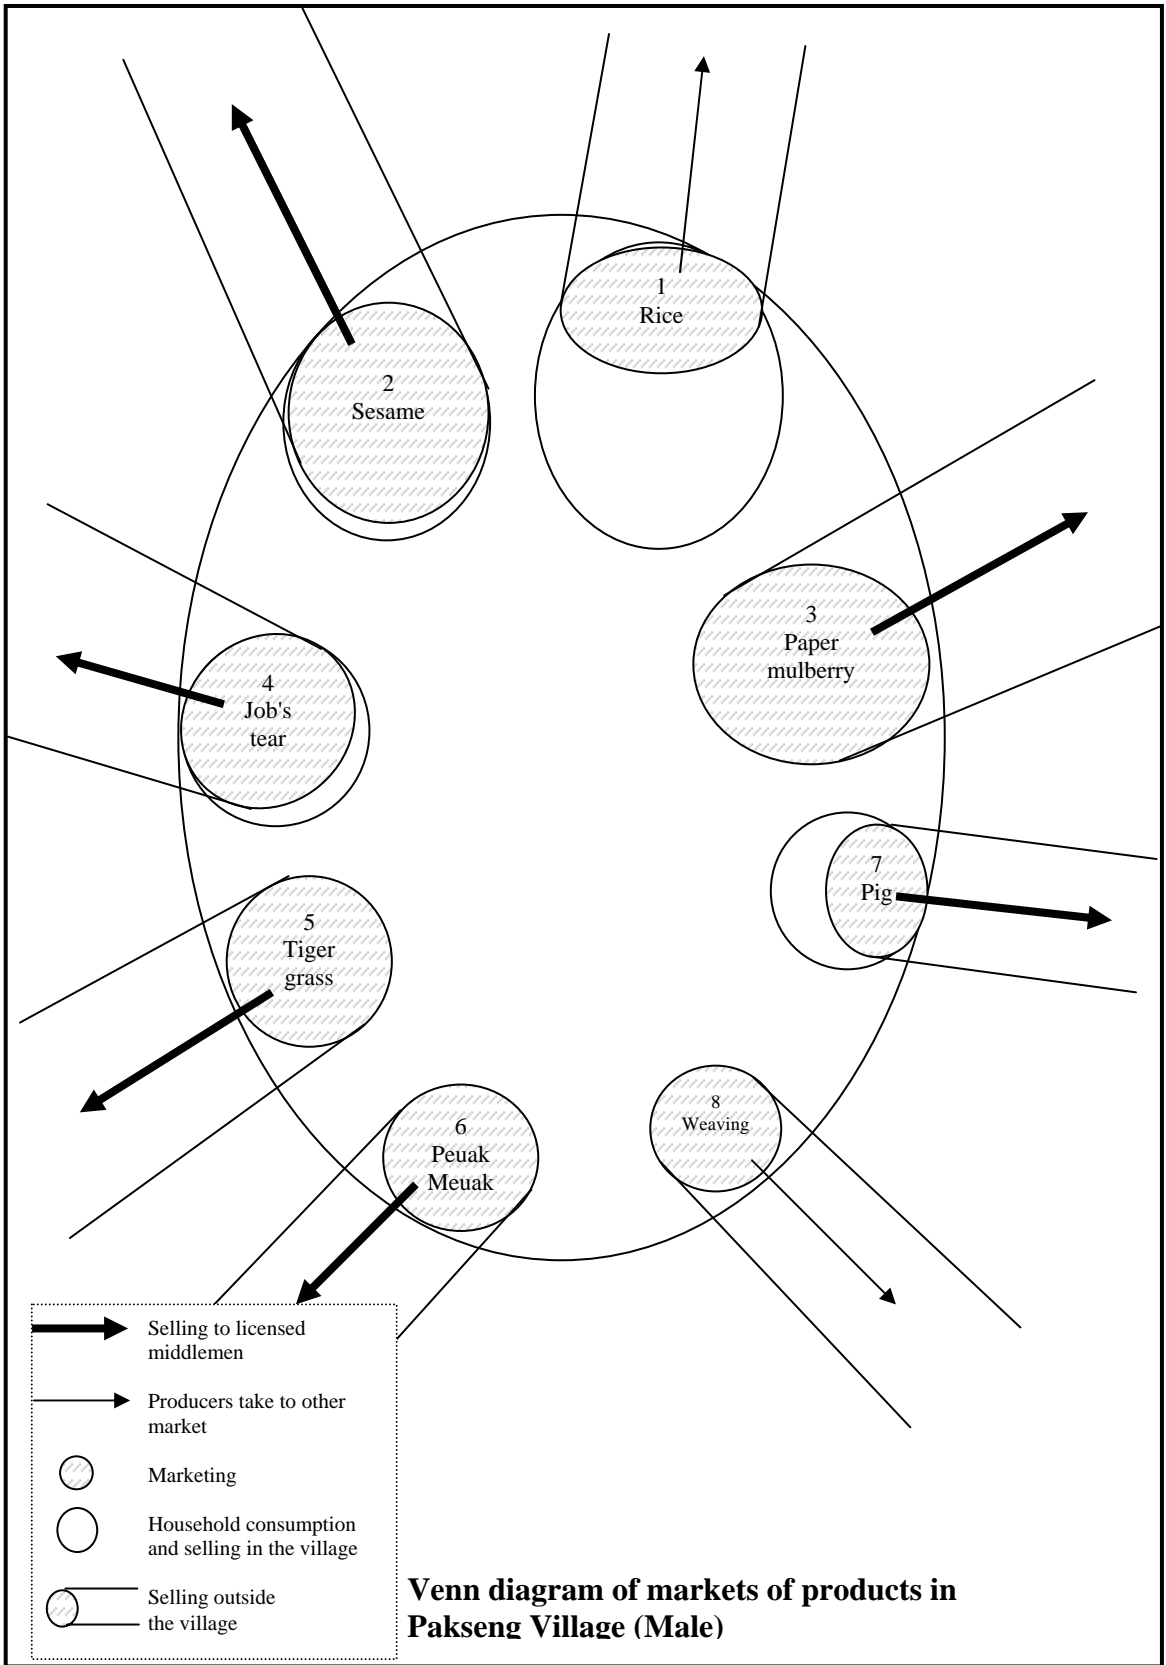 1
Rice
2
Sesame
3
Paper
mulberry
4
Job's
tear
7
Pig
5
Tiger
grass
6
Peuak
Meuak
8
Weaving
Selling to licensed
middlemen
Producers take to other
market
Marketing
Household consumption
and selling in the village
Selling outside
the village
Venn diagram of markets of products in
Pakseng Village (Male)